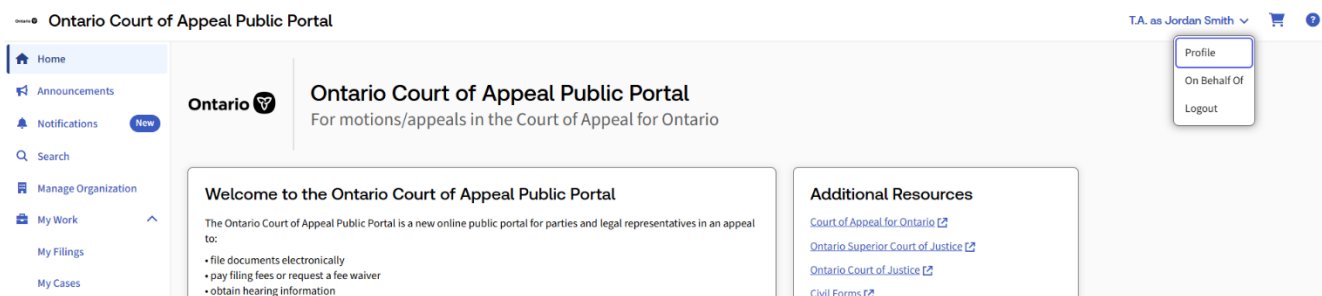 Ontario Ontario Court of Appeal Public Portal
T.A. as Jordan Smith
Profile
On Behalf Of
Logout
Home
Announcements
Notifications New
Search
Manage Organization
My Work
My Filings
My Cases
Ontario
Ontario Court of Appeal Public Portal
For motions/appeals in the Court of Appeal for Ontario
Welcome to the Ontario Court of Appeal Public Portal
The Ontario Court of Appeal Public Portal is a new online public portal for parties and legal representatives in an appeal
to:
• file documents electronically
• pay filing fees or request a fee waiver
• obtain hearing information
Additional Resources
Court of Appeal for Ontario
Ontario Superior Court of Justice
Ontario Court of Justice
Civil Forms